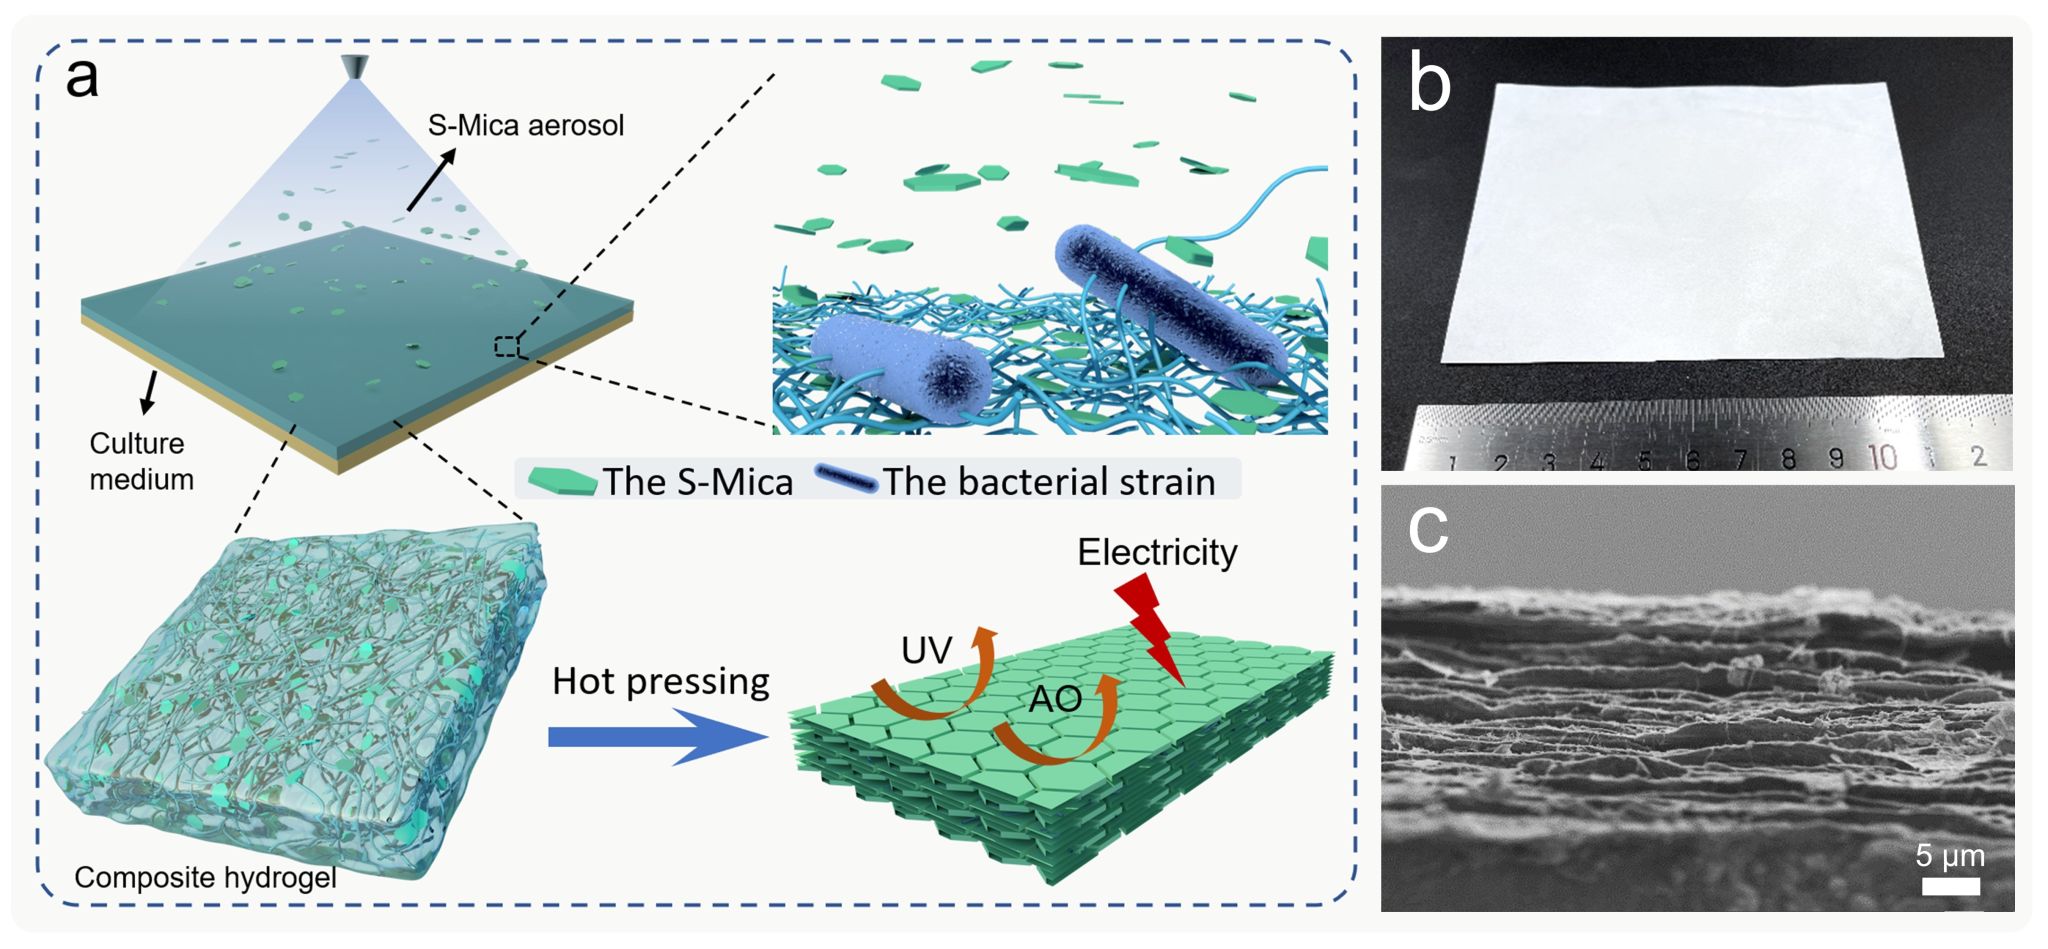 a
S-Mica aerosol
Culture
medium
The S-Mica
The bacterial strain
Composite hydrogel
Hot pressing
UV
AO
Electricity
b
1 2 3 4 5 6 7 8 9 10 1 2
c
5 μm